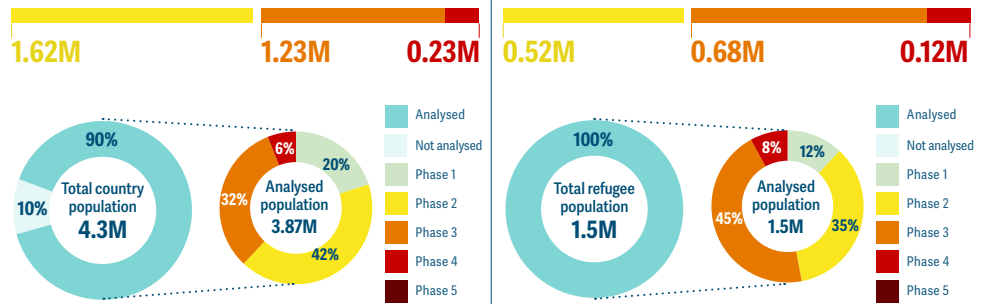 1.62M
1.23M
0.23M
90%
10%
Total country
population
4.3M
6%
20%
32%
42%
Analysed
population
3.87M
Analysed
Not analysed
Phase 1
Phase 2
Phase 3
Phase 4
Phase 5
0.52M
0.68M
0.12M
100%
Total refugee
population
1.5M
8%
12%
45%
35%
Analysed
population
1.5M
Analysed
Not analysed
Phase 1
Phase 2
Phase 3
Phase 4
Phase 5